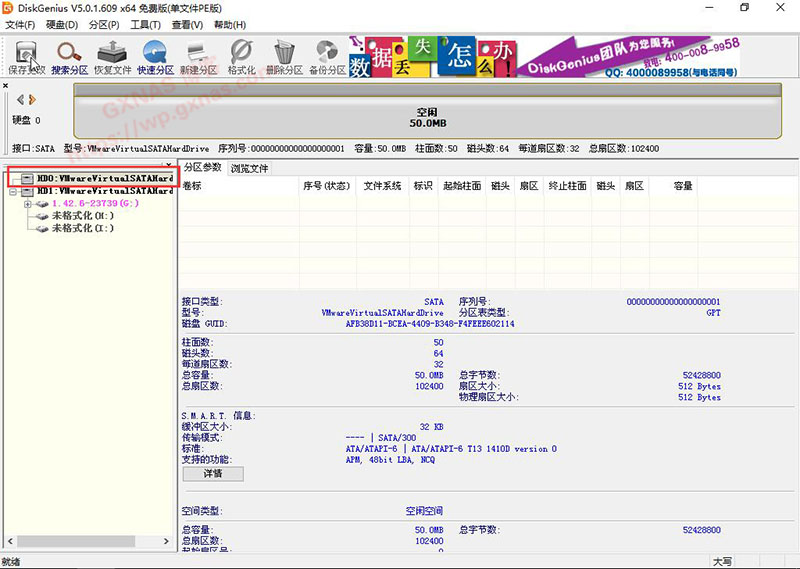 DiskGenius V5.0.1.609 x64 免费版(单文件PE版)
文件(F) 硬盘(D) 分区(P) 工具(T) 查看(V) 帮助(H)
保存更改 搜索分区 恢复文件 快速分区 新建分区 格式化 删除分区 备份分区
数据丢失怎么办!
DiskGenius团队为您服务
致电: 400-008-9958
QQ: 4000089958(与电话同号)
GXNAS
https://wp.gxnas.com
硬盘 0
空闲
50.0MB
接口:SATA 型号:VMwareVirtualSATAHardDrive 序列号:00000000000000000001 容量:50.0MB 柱面数:50 磁头数:64 每道扇区数:32 总扇区数:102400
HD0:VMwareVirtualSATAHard
HD1:VMwareVirtualSATAHard
1.42.6-23739(G:)
未格式化(H:)
未格式化(I:)
分区参数 浏览文件
卷标 序号(状态) 文件系统 标识 起始柱面 磁头 扇区 终止柱面 磁头 扇区 容量
接口类型: SATA 序列号: 00000000000000000001
型号: VMwareVirtualSATAHardDrive 分区表类型: GPT
磁盘 GUID: AFB38D11-BCEA-4409-B348-F4FEEE602114
柱面数: 50
磁头数: 64
每道扇区数: 32
总容量: 50.0MB 总字节数: 52428800
总扇区数: 102400 扇区大小: 512 Bytes
物理扇区大小: 512 Bytes
S.M.A.R.T. 信息:
缓冲区大小: 32 KB
传输模式: ---- | SATA/300
标准: ATA/ATAPI-6 | ATA/ATAPI-6 T13 1410D version 0
支持的功能: APM, 48bit LBA, NCQ
详情
空间类型: 空闲空间
总容量: 50.0MB 总字节数: 52428800
总扇区数: 102400
起始扇区号: 0
就绪 大写